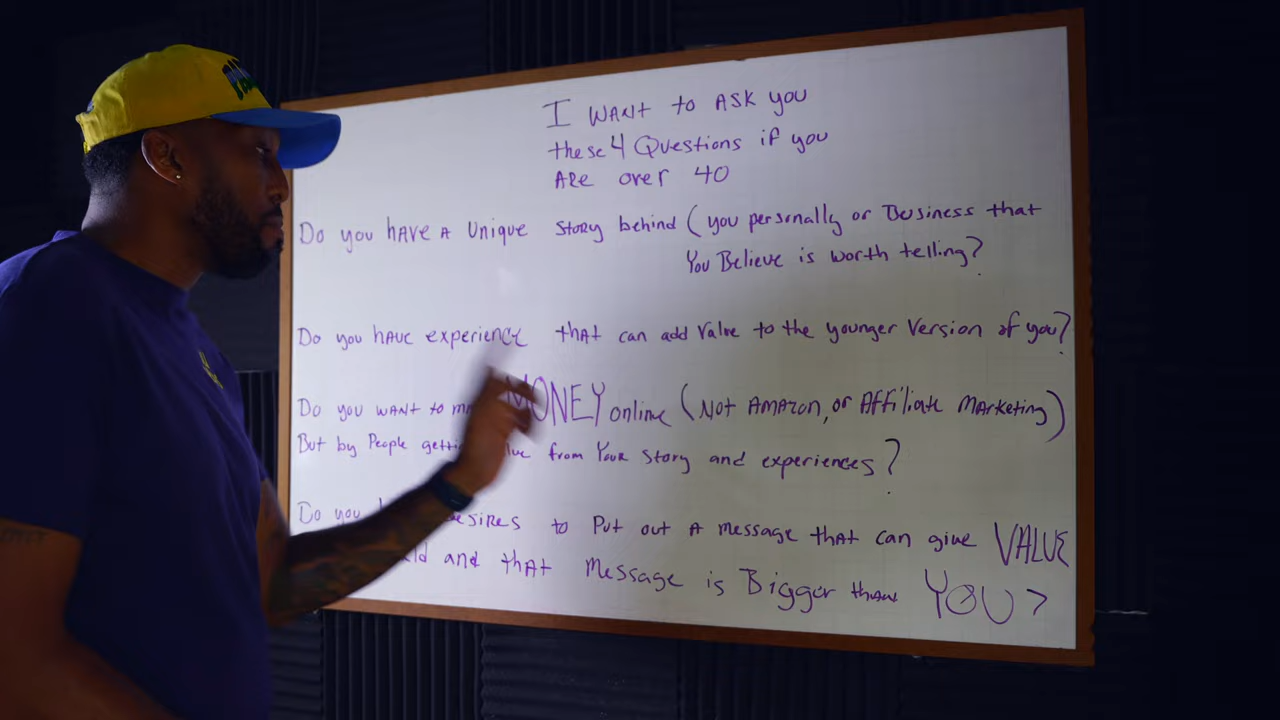 I WANT to ASK you
these 4 Questions if you
ARe over 40
Do you hAVe A Unique Story behind (you personally or Business that
You Believe is worth telling?
Do you hAVe experience thAt can add Value to the younger Version of you?
Do you WANT to MONEY online (Not AMAzon, or Affiliate MArketing)
But by People from Your Story and experiences?
Do you desires to Put out A Message thAt can give VALUE
and thAt Message is Bigger than YOU?